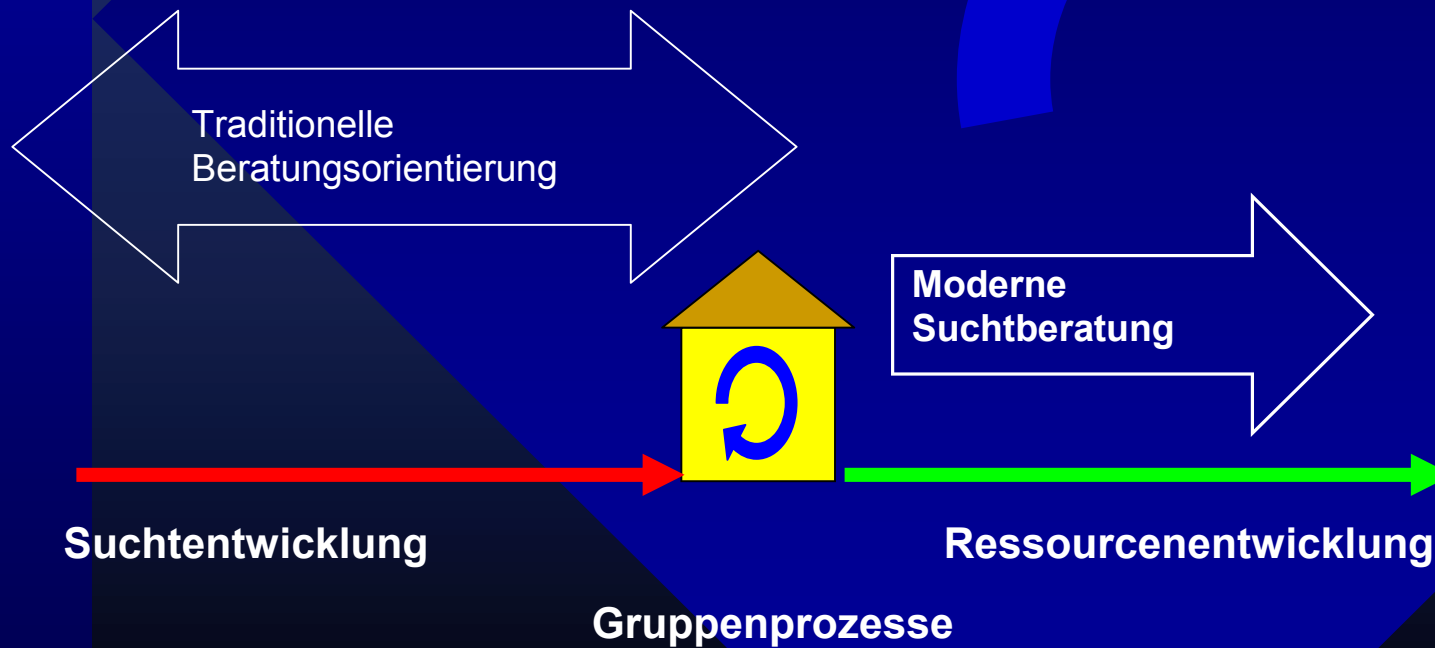 Traditionelle
Beratungsorientierung
Moderne
Suchtberatung
Suchtentwicklung
Ressourcenentwicklung
Gruppenprozesse